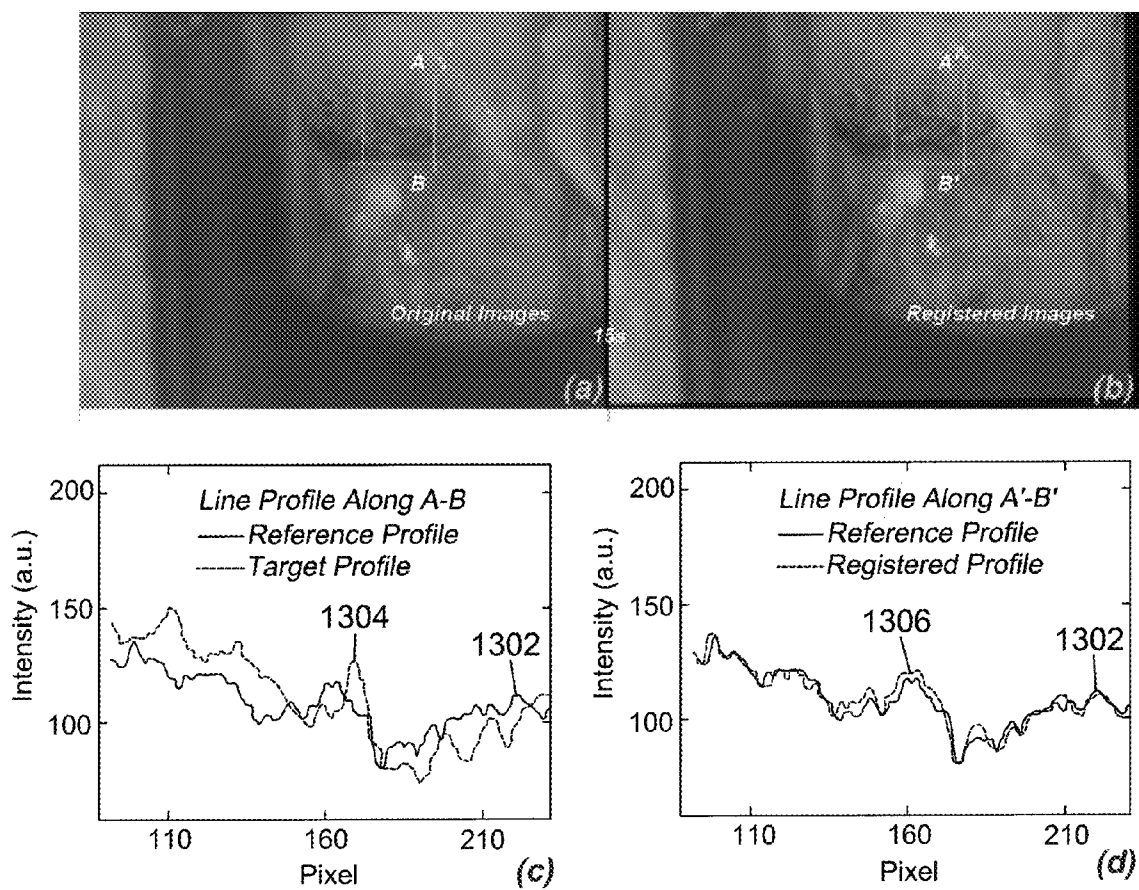 A
B
Original Images
(a)
A'
B'
Registered Images
(b)
200
150
100
Intensity (a.u.)
Line Profile Along A-B
Reference Profile
Target Profile
1304
1302
110
160
210
Pixel
(c)
200
150
100
Intensity (a.u.)
Line Profile Along A'-B'
Reference Profile
Registered Profile
1306
1302
110
160
210
Pixel
(d)